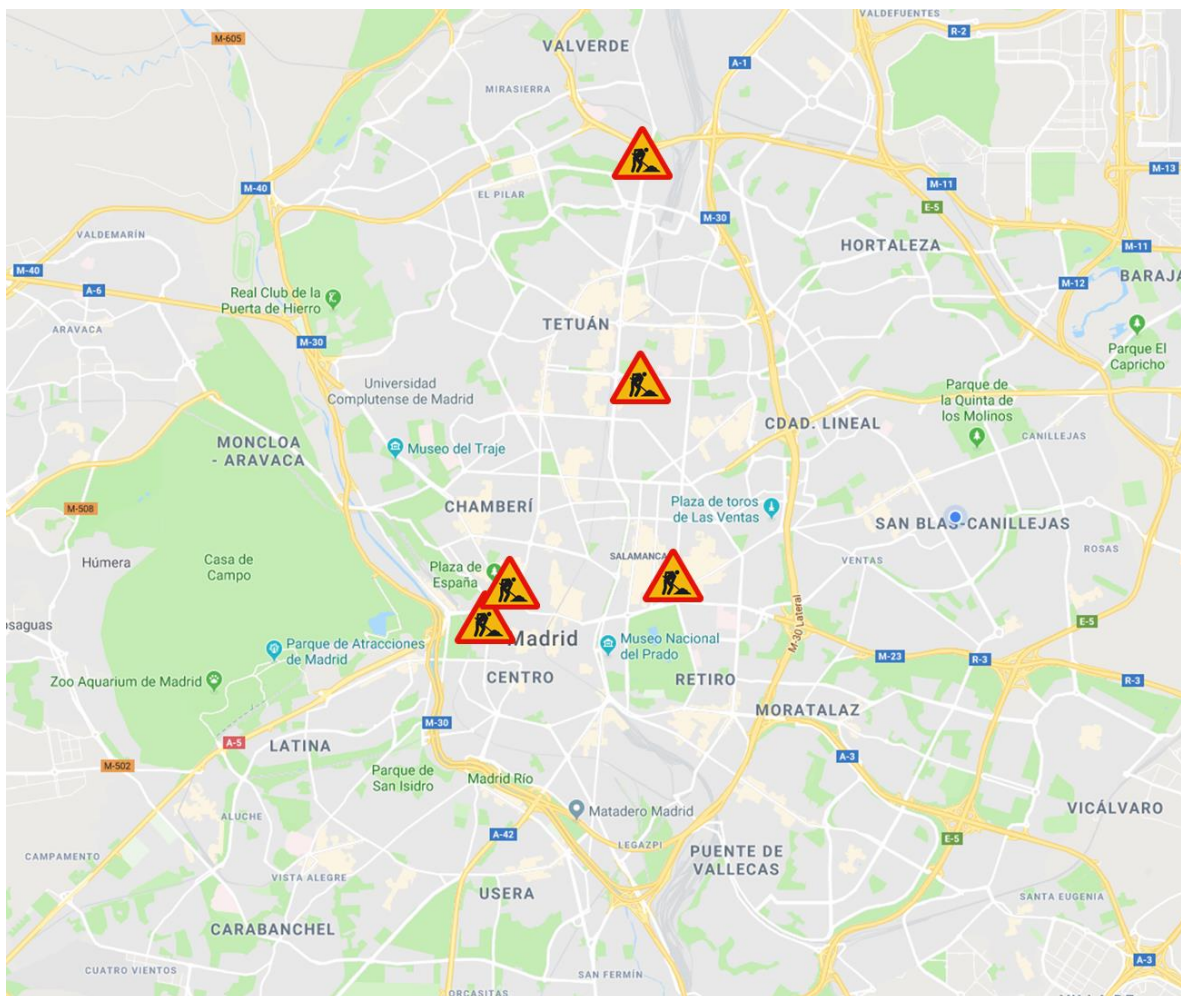 VALDEFUENTES
R-2
M-605
VALVERDE
A-1
MIRASIERRA
M-13
M-11
EL PILAR
M-40
E-5
M-30
VALDEMARÍN
HORTALEZA
M-11
M-40
BARAJA
M-12
A-6
Real Club de la
Puerta de Hierro
ARAVACA
TETUÁN
M-30
Parque El
Capricho
Universidad
Complutense de Madrid
Parque de
la Quinta de
los Molinos
CDAD. LINEAL
CANILLEJAS
MONCLOA
- ARAVACA
Museo del Traje
CHAMBERÍ
Plaza de toros
de Las Ventas
M-508
SAN BLAS-CANILLEJAS
ROSAS
SALAMANCA
VENTAS
Húmera
Casa de
Campo
Plaza de
España
M-30 Lateral
osaguas
E-5
Madrid
Museo Nacional
del Prado
Parque de Atracciones
de Madrid
M-23
R-3
Zoo Aquarium de Madrid
CENTRO
RETIRO
R-3
MORATALAZ
M-30
A-5
LATINA
A-3
M-502
Parque de
San Isidro
Madrid Río
Matadero Madrid
VICÁLVARO
ALUCHE
A-42
E-5
LEGAZPI
PUENTE DE
VALLECAS
CAMPAMENTO
VISTA ALEGRE
USERA
SANTA EUGENIA
CARABANCHEL
A-3
CUATRO VIENTOS
SAN FERMÍN
ORCASITAS